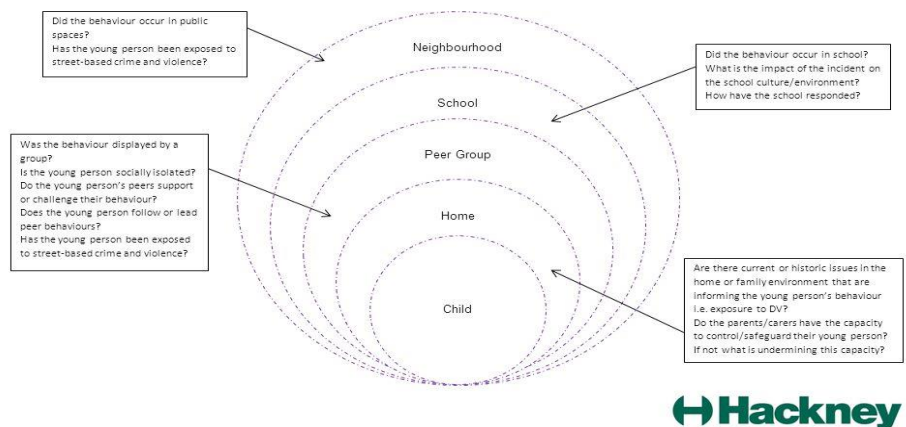 Did the behaviour occur in public
spaces?
Has the young person been exposed to
street-based crime and violence?
Neighbourhood
Did the behaviour occur in school?
What is the impact of the incident on
the school culture/environment?
How have the school responded?
School
Was the behaviour displayed by a
group?
Is the young person socially isolated?
Do the young person's peers support
or challenge their behaviour?
Does the young person follow or lead
peer behaviours?
Has the young person been exposed
to street-based crime and violence?
Peer Group
Home
Are there current or historic issues in the
home or family environment that are
informing the young person's behaviour
i.e. exposure to DV?
Do the parents/carers have the capacity
to control/safeguard their young person?
If not what is undermining this capacity?
Child
Hackney